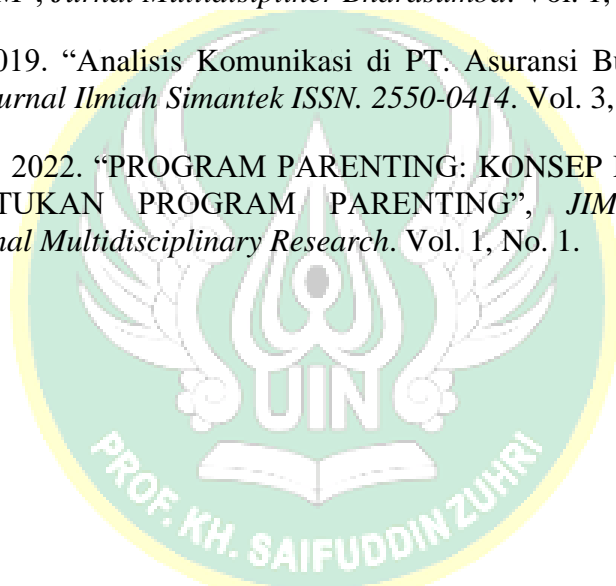 Jurnal Multidisipliner Bharasumba. Vol. 1,
019. “Analisis Komunikasi di PT. Asuransi Bu
urnal Ilmiah Simantek ISSN. 2550-0414. Vol. 3,
2022. “PROGRAM PARENTING: KONSEP
TUKAN PROGRAM PARENTING”, JIM
nal Multidisciplinary Research. Vol. 1, No. 1.
UIN
PROF. KH. SAIFUDDIN ZUHRI